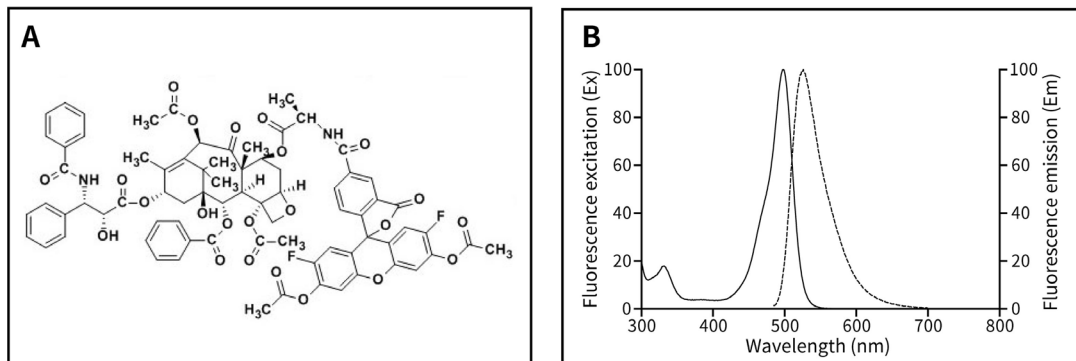 A
O
H₃C
O
CH₃
O
O
O
NH
O
O
CH₃
O
H₃C
CH₃
CH₃
H
H
O
NH
O
O
O
OH
O
O
O
O
O
F
O
CH₃
OH
O
O
CH₃
F
O
O
O
H₃C
O
B
Fluorescence excitation (Ex)
100
80
60
40
20
0
300 400 500 600 700 800
Wavelength (nm)
100
80
60
40
20
0
Fluorescence emission (Em)